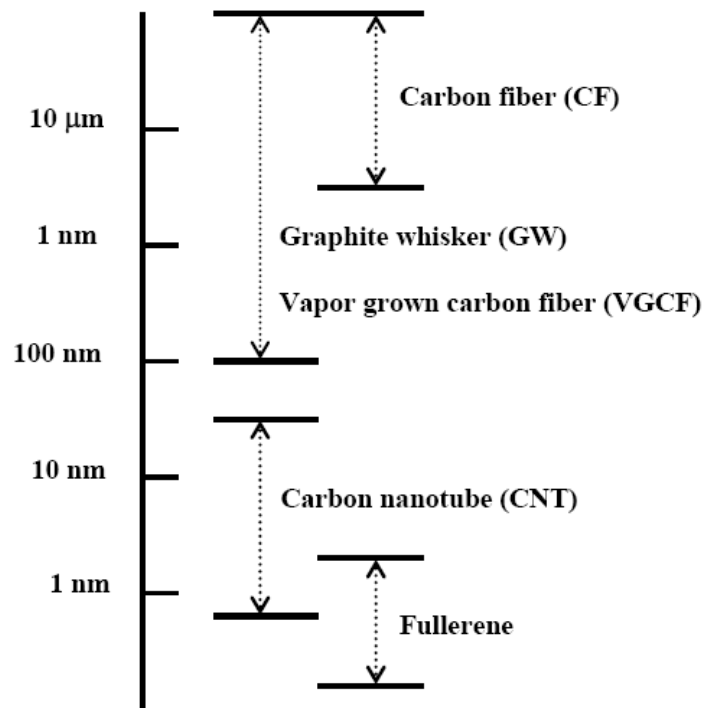 Carbon fiber (CF)
10 μm
1 nm
Graphite whisker (GW)
Vapor grown carbon fiber (VGCF)
100 nm
10 nm
Carbon nanotube (CNT)
1 nm
Fullerene